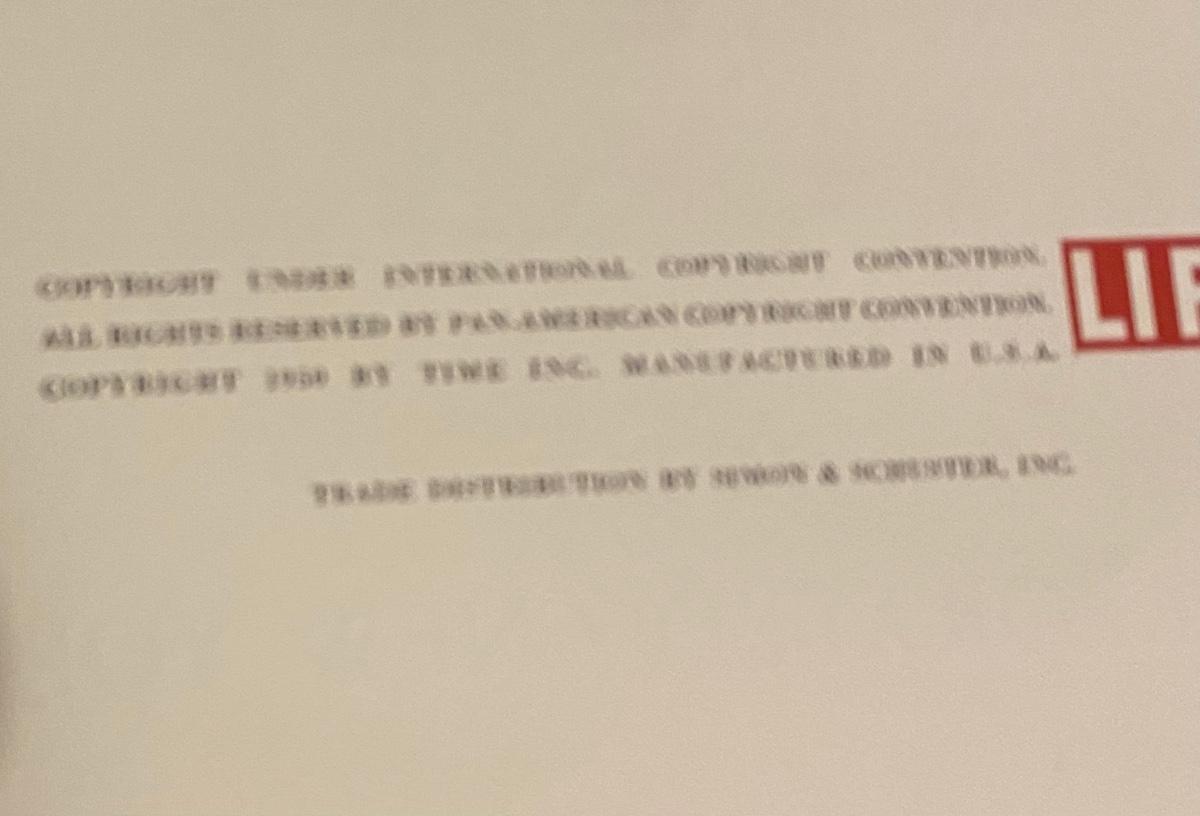 COPYRIGHT UNDER INTERNATIONAL COPYRIGHT CONVENTION.
ALL RIGHTS RESERVED BY PAN-AMERICAN COPYRIGHT CONVENTION.
COPYRIGHT BY TIME INC. MANUFACTURED IN U.S.A.
TRADE DISTRIBUTION BY SIMON & SCHUSTER, INC.
LI